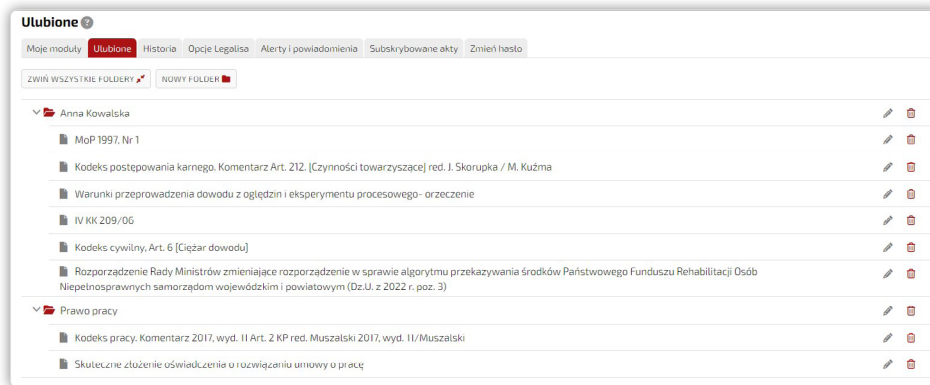 Ulubione ?
Moje moduły Ulubione Historia Opcje Legalisa Alerty i powiadomienia Subskrybowane akty Zmień hasło
ZWIŃ WSZYSTKIE FOLDERY NOWY FOLDER
Anna Kowalska
MoP 1997, Nr 1
Kodeks postępowania karnego. Komentarz Art. 212. [Czynności towarzyszące] red. J. Skorupka / M. Kuźma
Warunki przeprowadzenia dowodu z oględzin i eksperymentu procesowego- orzeczenie
IV KK 209/06
Kodeks cywilny, Art. 6 [Ciężar dowodu]
Rozporządzenie Rady Ministrów zmieniające rozporządzenie w sprawie algorytmu przekazywania środków Państwowego Funduszu Rehabilitacji Osób
Niepełnosprawnych samorządom wojewódzkim i powiatowym (Dz.U. z 2022 r. poz. 3)
Prawo pracy
Kodeks pracy. Komentarz 2017, wyd. 11 Art. 2 KP red. Muszalski 2017, wyd. 11/Muszalski
Skuteczne złożenie oświadczenia o rozwiązaniu umowy o pracę